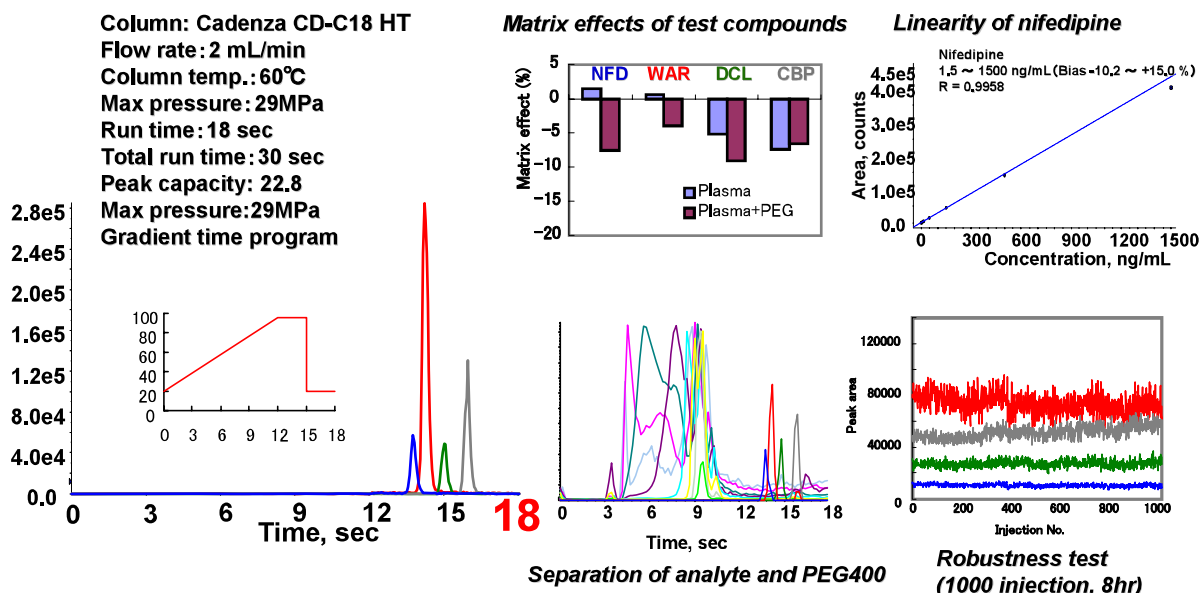 Column: Cadenza CD-C18 HT
Flow rate:2 mL/min
Column temp.:60°C
Max pressure:29MPa
Run time:18 sec
Total run time:30 sec
Peak capacity: 22.8
Max pressure:29MPa
Gradient time program
2.8e5
2.4e5
2.0e5
1.6e5
1.2e5
8.0e4
4.0e4
0.0
0 3 6 9 12 15 18
Time, sec
100
80
60
40
20
0
0 3 6 9 12 15 18
Matrix effects of test compounds
NFD WAR DCL CBP
Matrix effect (%)
5
0
−5
−10
−15
−20
Plasma
Plasma+PEG
Linearity of nifedipine
Nifedipine
1.5 ~ 1500 ng/mL (Bias -10.2 ~ +15.0 %)
R = 0.9958
Area, counts
4.5e5
4.0e5
3.0e5
2.0e5
1.0e5
0.0
0 300 600 900 1200 1500
Concentration, ng/mL
0 3 6 9 12 15 18
Time, sec
Separation of analyte and PEG400
Peak area
120000
80000
40000
0
0 200 400 600 800 1000
Injection No.
Robustness test
(1000 injection, 8hr)